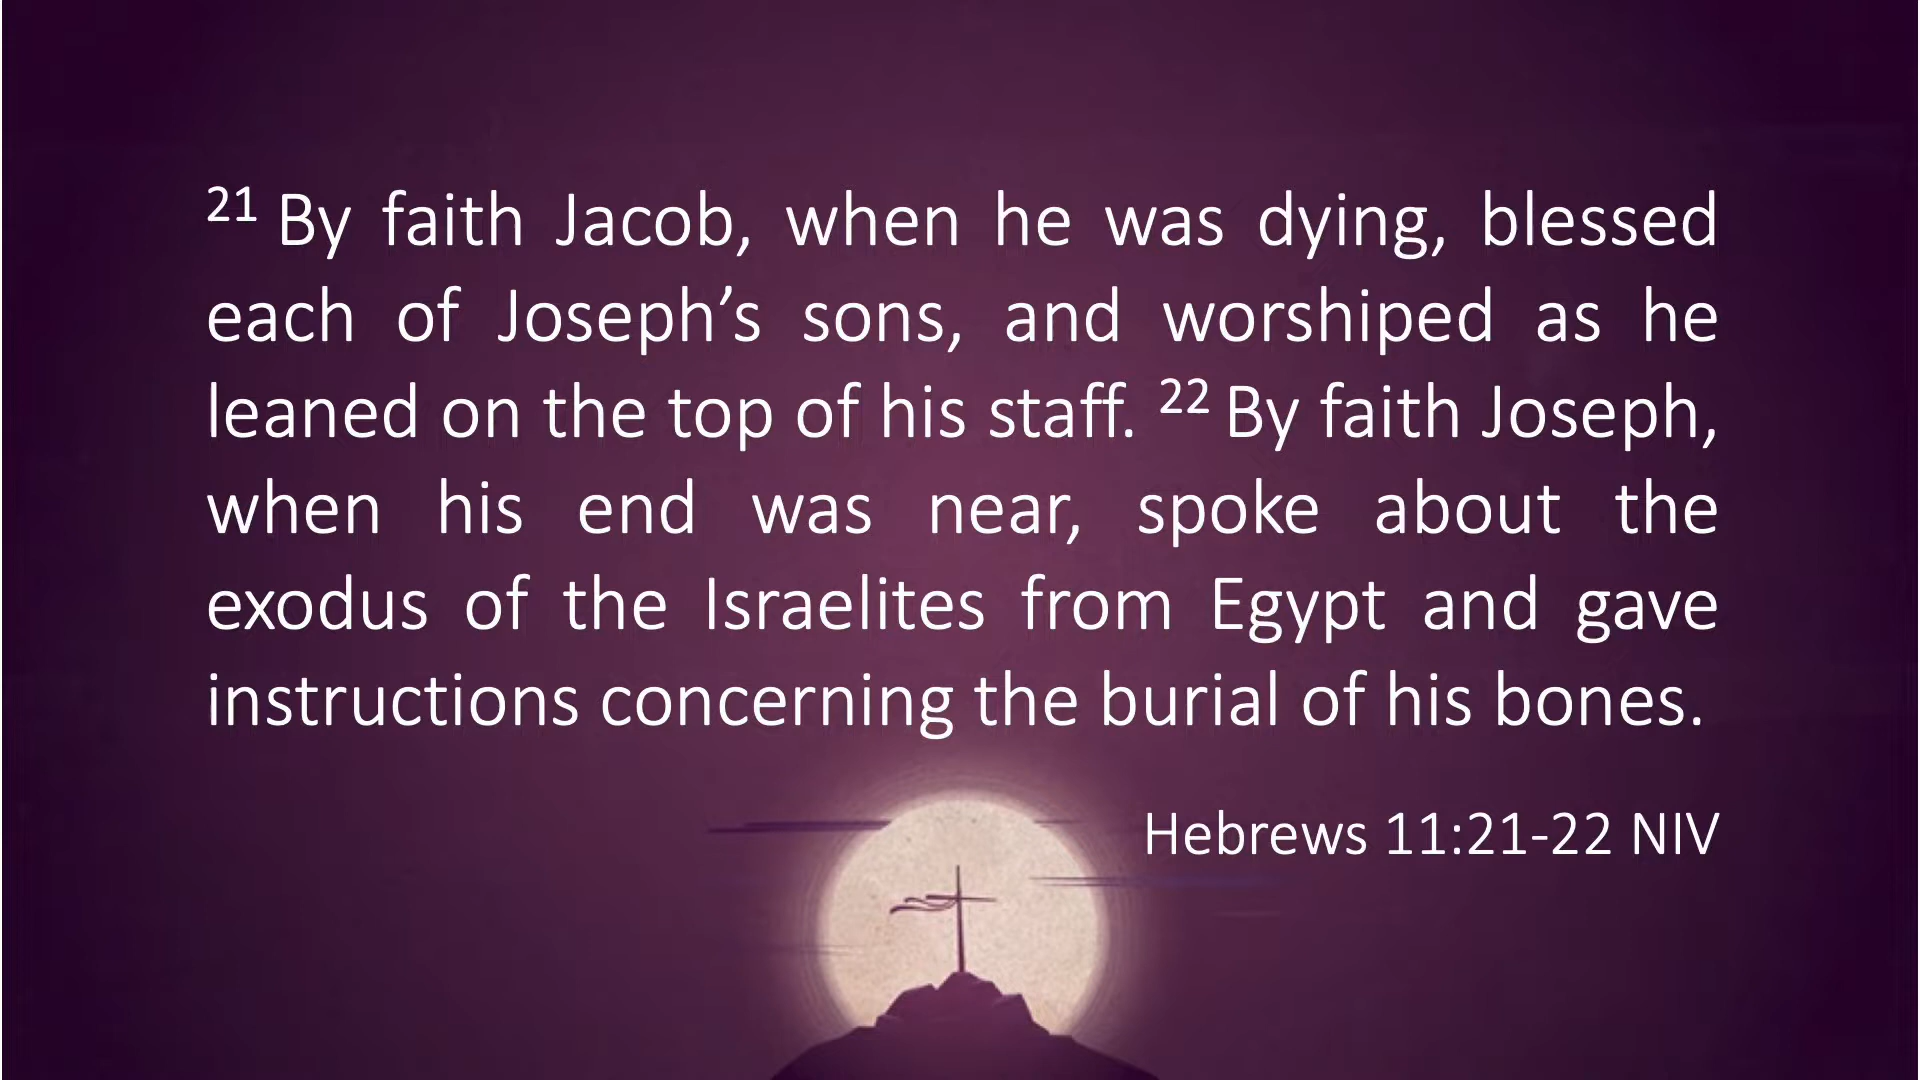 ²¹ By faith Jacob, when he was dying, blessed
each of Joseph’s sons, and worshiped as he
leaned on the top of his staff. ²² By faith Joseph,
when his end was near, spoke about the
exodus of the Israelites from Egypt and gave
instructions concerning the burial of his bones.
Hebrews 11:21-22 NIV